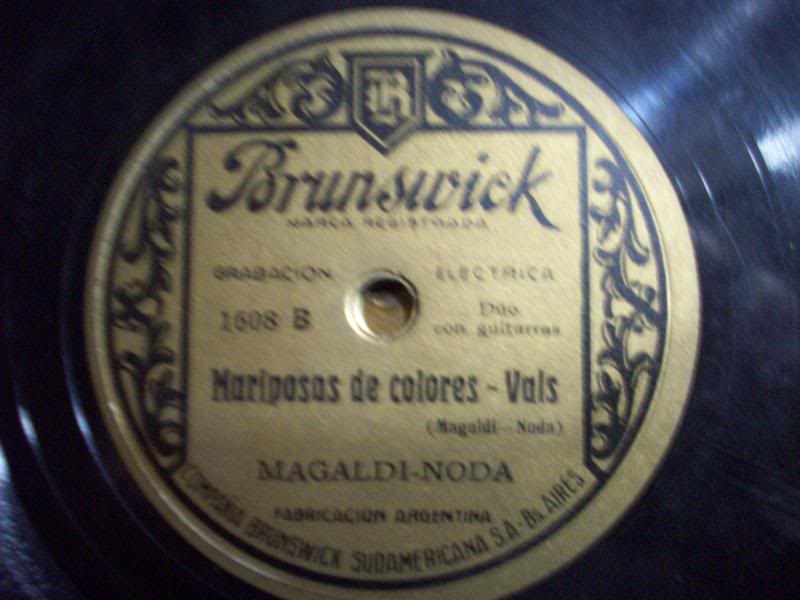 B
Brunswick
MARCA REGISTRADA
GRABACION ELECTRICA
1608 B
Dúo
con guitarras
Mariposas de colores - Vals
(Magaldi - Noda)
MAGALDI-NODA
FABRICACION ARGENTINA
COMPAÑIA BRUNSWICK SUDAMERICANA S.A - Bs AIRES